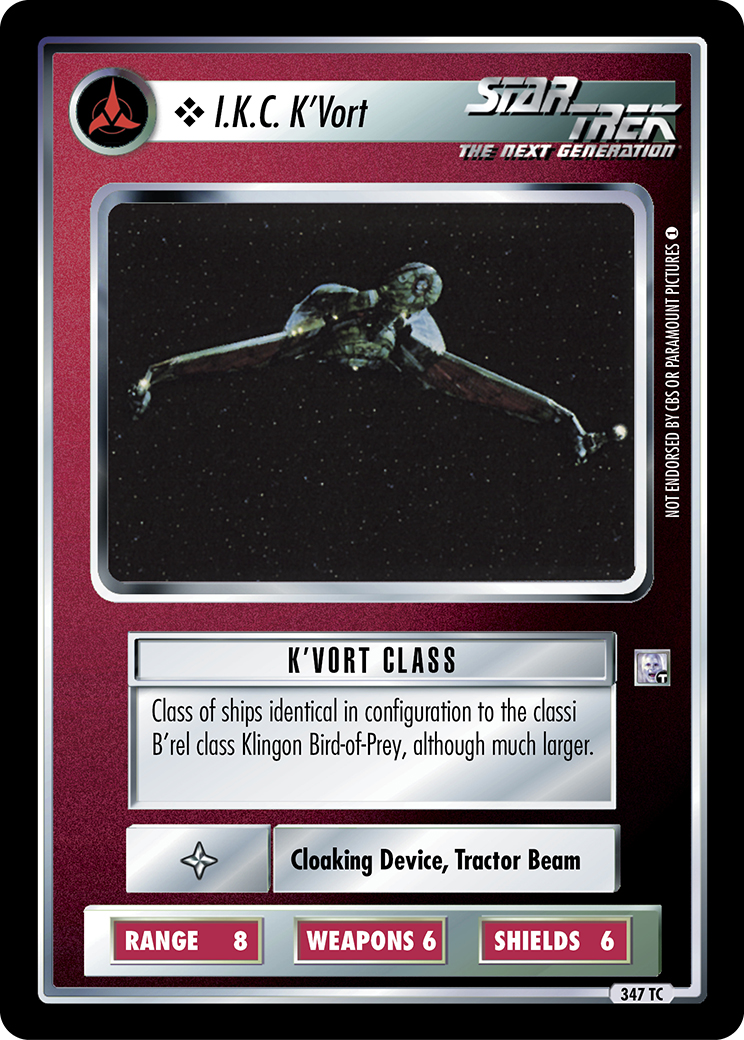 ❖ I.K.C. K'Vort
STAR TREK
THE NEXT GENERATION
NOT ENDORSED BY CBS OR PARAMOUNT PICTURES 1
K'VORT CLASS
T
Class of ships identical in configuration to the classi
B'rel class Klingon Bird-of-Prey, although much larger.
Cloaking Device, Tractor Beam
RANGE 8
WEAPONS 6
SHIELDS 6
347 TC